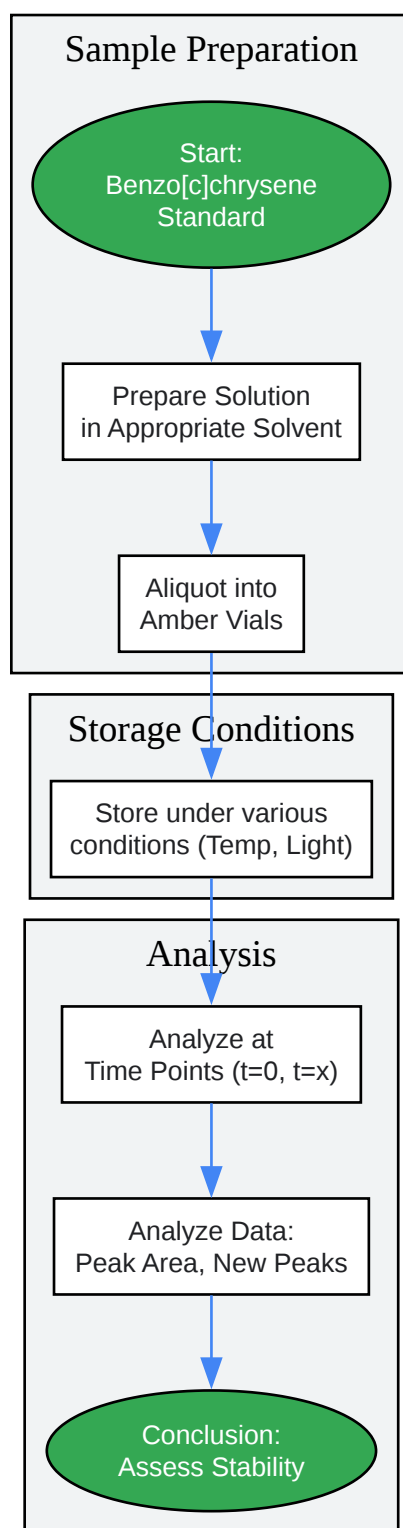 Sample Preparation
Start:
Benzo[c]chrysene
Standard
Prepare Solution
in Appropriate Solvent
Aliquot into
Amber Vials
Storage Conditions
Store under various
conditions (Temp, Light)
Analysis
Analyze at
Time Points (t=0, t=x)
Analyze Data:
Peak Area, New Peaks
Conclusion:
Assess Stability